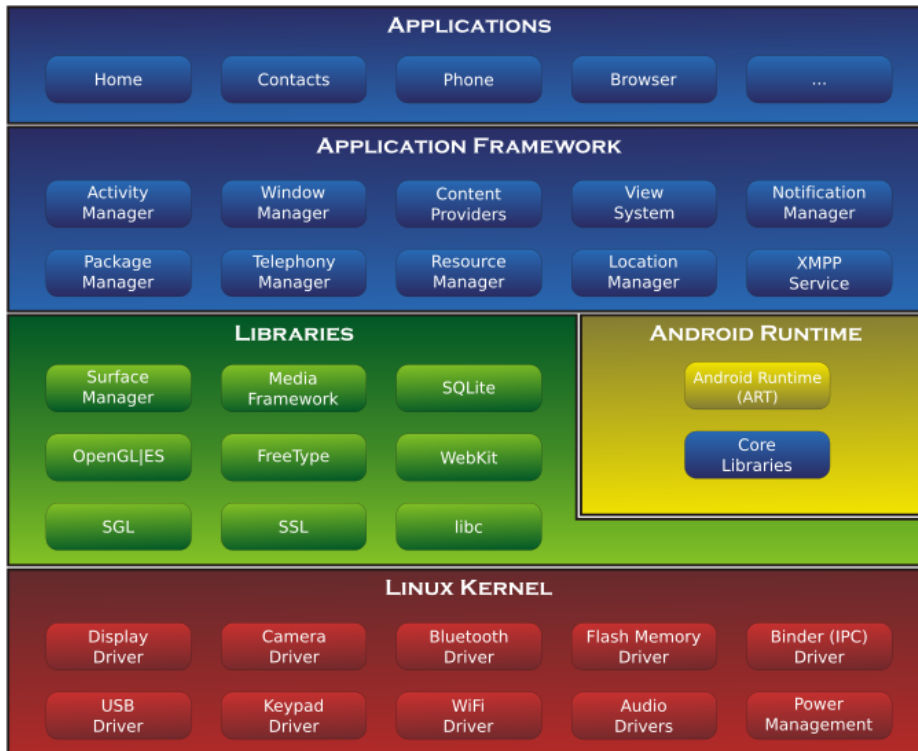 APPLICATIONS
Home
Contacts
Phone
Browser
...
APPLICATION FRAMEWORK
Activity
Manager
Window
Manager
Content
Providers
View
System
Notification
Manager
Package
Manager
Telephony
Manager
Resource
Manager
Location
Manager
XMPP
Service
LIBRARIES
Surface
Manager
Media
Framework
SQLite
OpenGL|ES
FreeType
WebKit
SGL
SSL
libc
ANDROID RUNTIME
Android Runtime
(ART)
Core
Libraries
LINUX KERNEL
Display
Driver
Camera
Driver
Bluetooth
Driver
Flash Memory
Driver
Binder (IPC)
Driver
USB
Driver
Keypad
Driver
WiFi
Driver
Audio
Drivers
Power
Management